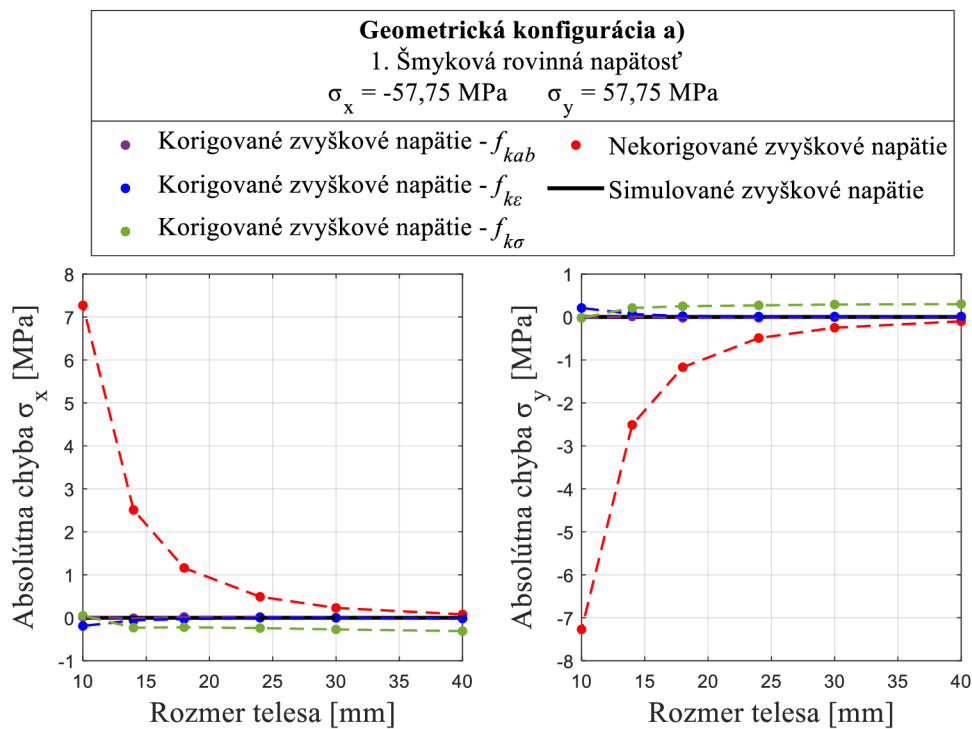 Geometrická konfigurácia a)
1. Šmyková rovinná napätosť
σx = -57,75 MPa σy = 57,75 MPa
Korigované zvyškové napätie - fkab
Korigované zvyškové napätie - fkε
Korigované zvyškové napätie - fkσ
Nekorigované zvyškové napätie
Simulované zvyškové napätie
Absolútna chyba σx [MPa]
8
7
6
5
4
3
2
1
0
-1
10 15 20 25 30 35 40
Rozmer telesa [mm]
Absolútna chyba σy [MPa]
1
0
-1
-2
-3
-4
-5
-6
-7
-8
10 15 20 25 30 35 40
Rozmer telesa [mm]